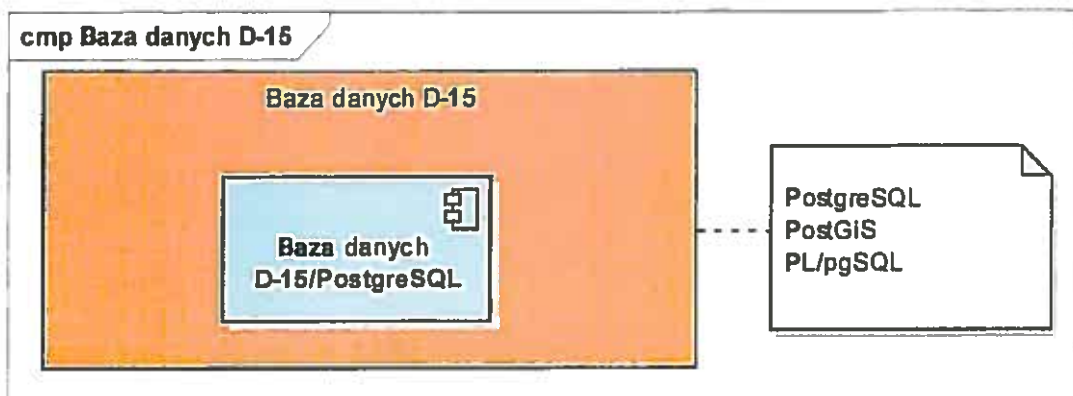 cmp Baza danych D-15
Baza danych D-15
Baza danych
D-15/PostgreSQL
PostgreSQL
PostGiS
PL/pgSQL